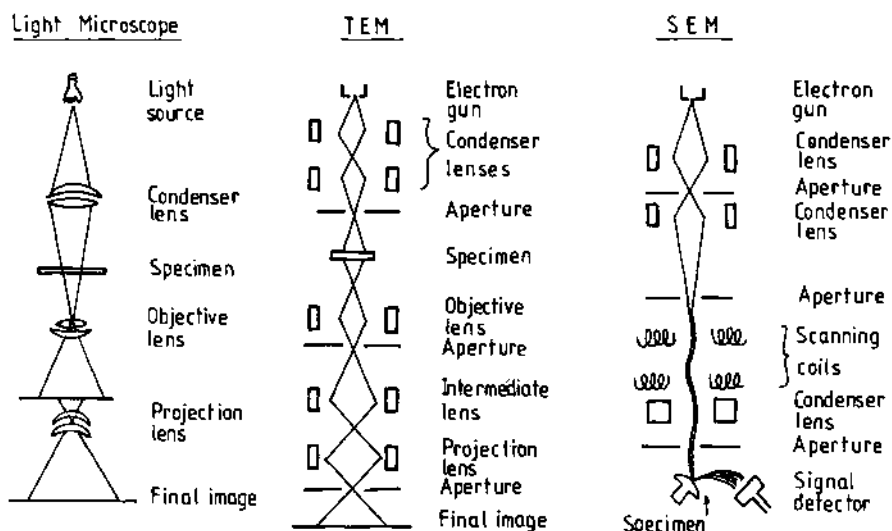 Light Microscope
Light
source
Condenser
lens
Specimen
Objective
lens
Projection
lens
Final image
TEM
Electron
gun
Condenser
lenses
Aperture
Specimen
Objective
lens
Aperture
Intermediate
lens
Projection
lens
Aperture
Final image
SEM
Electron
gun
Condenser
lens
Aperture
Condenser
lens
Aperture
Scanning
coils
Condenser
lens
Aperture
Signal
detector
Specimen